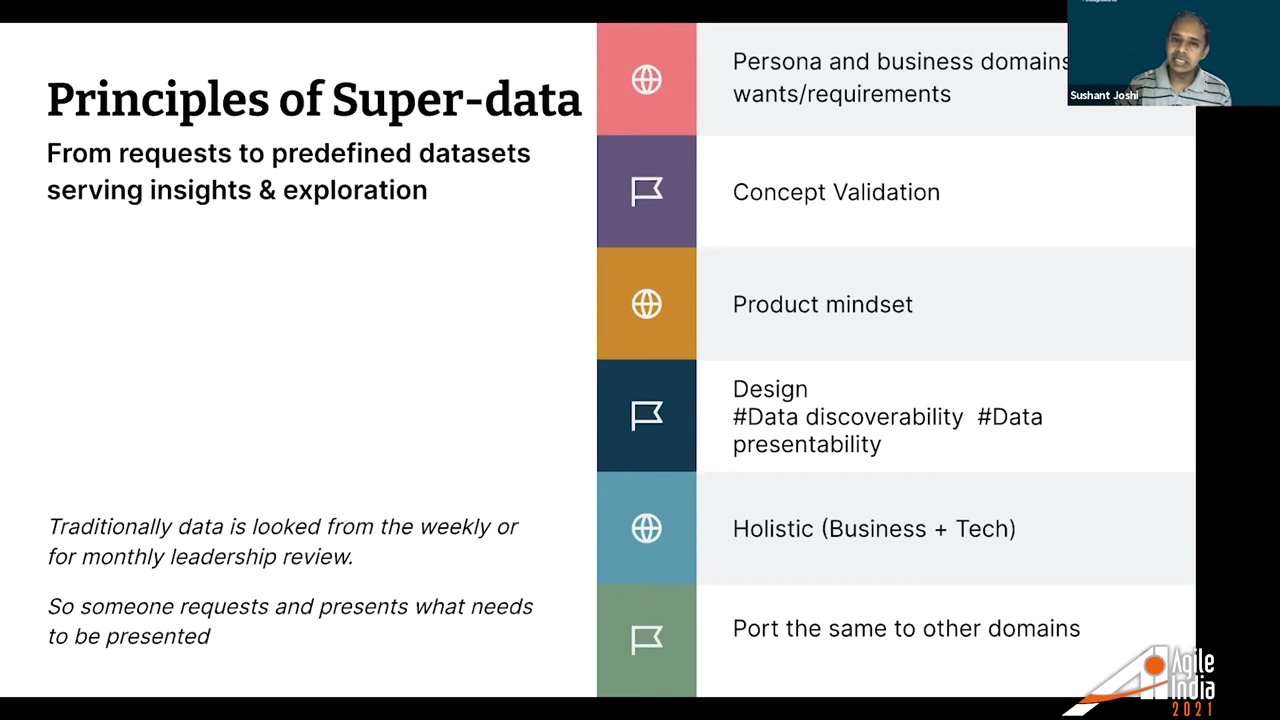 Principles of Super-data
From requests to predefined datasets
serving insights & exploration
Traditionally data is looked from the weekly or
for monthly leadership review.
So someone requests and presents what needs
to be presented
Persona and business domains
wants/requirements
Concept Validation
Product mindset
Design
#Data discoverability #Data
presentability
Holistic (Business + Tech)
Port the same to other domains
Sushant Joshi
Agile
India
2021